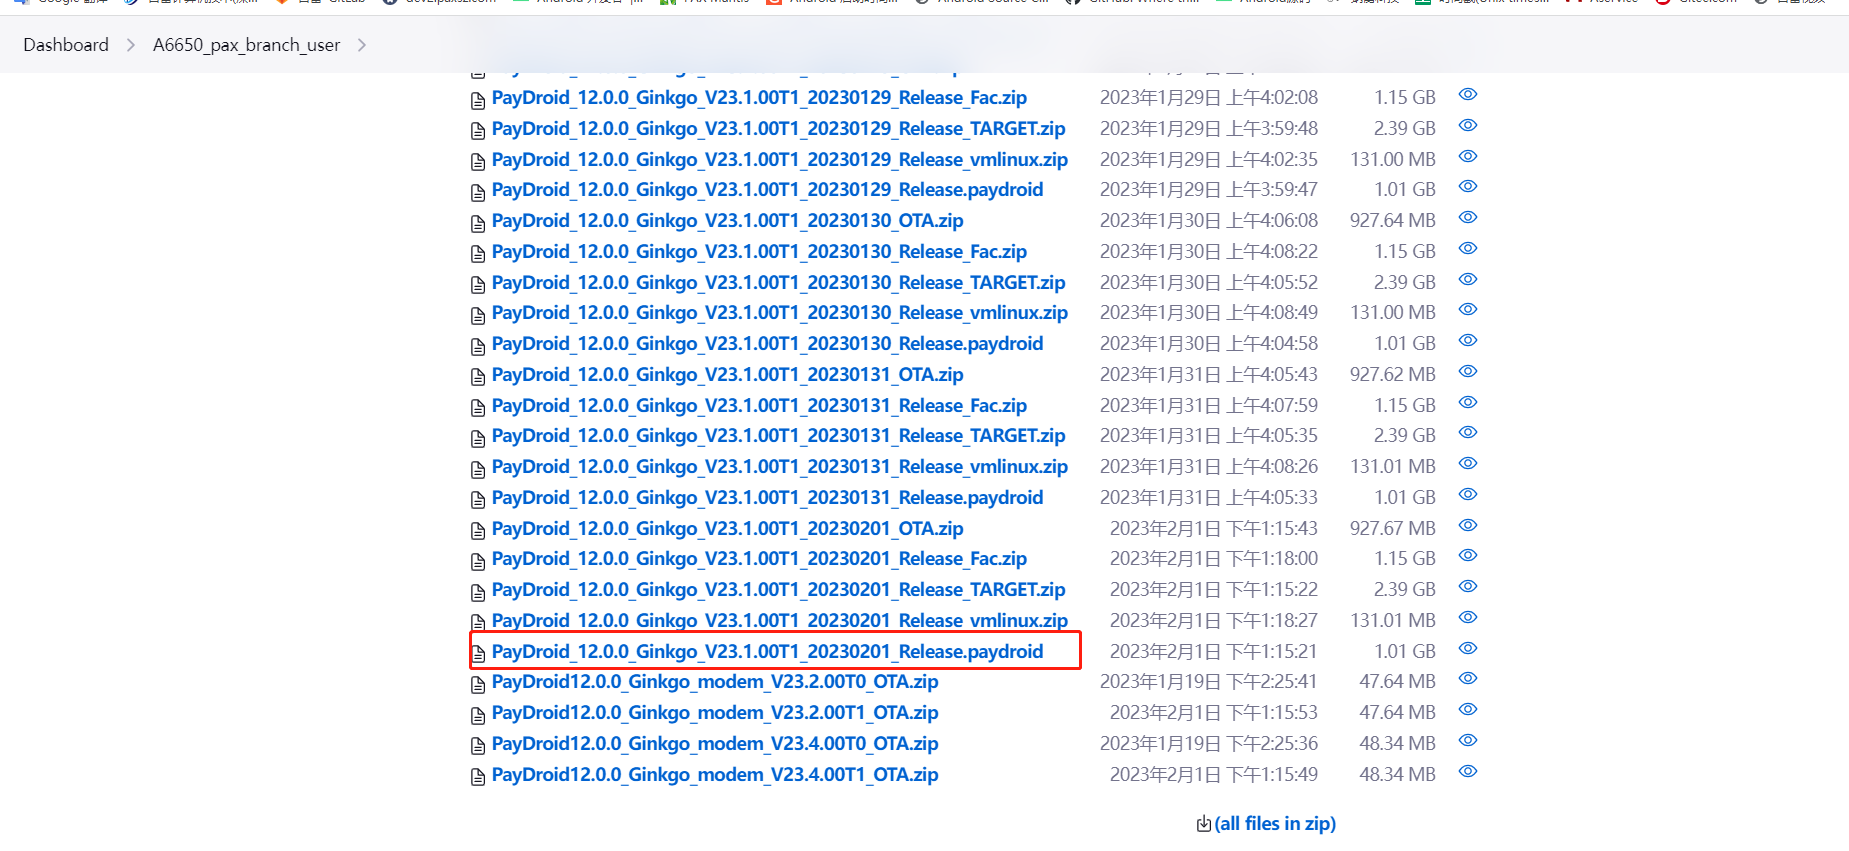 Dashboard > A6650_pax_branch_user >
PayDroid_12.0.0_Ginkgo_V23.1.00T1_20230129_Release_Fac.zip 2023年1月29日 上午4:02:08 1.15 GB
PayDroid_12.0.0_Ginkgo_V23.1.00T1_20230129_Release_TARGET.zip 2023年1月29日 上午3:59:48 2.39 GB
PayDroid_12.0.0_Ginkgo_V23.1.00T1_20230129_Release_vmlinux.zip 2023年1月29日 上午4:02:35 131.00 MB
PayDroid_12.0.0_Ginkgo_V23.1.00T1_20230129_Release.paydroid 2023年1月29日 上午3:59:47 1.01 GB
PayDroid_12.0.0_Ginkgo_V23.1.00T1_20230130_OTA.zip 2023年1月30日 上午4:06:08 927.64 MB
PayDroid_12.0.0_Ginkgo_V23.1.00T1_20230130_Release_Fac.zip 2023年1月30日 上午4:08:22 1.15 GB
PayDroid_12.0.0_Ginkgo_V23.1.00T1_20230130_Release_TARGET.zip 2023年1月30日 上午4:05:52 2.39 GB
PayDroid_12.0.0_Ginkgo_V23.1.00T1_20230130_Release_vmlinux.zip 2023年1月30日 上午4:08:49 131.00 MB
PayDroid_12.0.0_Ginkgo_V23.1.00T1_20230130_Release.paydroid 2023年1月30日 上午4:04:58 1.01 GB
PayDroid_12.0.0_Ginkgo_V23.1.00T1_20230131_OTA.zip 2023年1月31日 上午4:05:43 927.62 MB
PayDroid_12.0.0_Ginkgo_V23.1.00T1_20230131_Release_Fac.zip 2023年1月31日 上午4:07:59 1.15 GB
PayDroid_12.0.0_Ginkgo_V23.1.00T1_20230131_Release_TARGET.zip 2023年1月31日 上午4:05:35 2.39 GB
PayDroid_12.0.0_Ginkgo_V23.1.00T1_20230131_Release_vmlinux.zip 2023年1月31日 上午4:08:26 131.01 MB
PayDroid_12.0.0_Ginkgo_V23.1.00T1_20230131_Release.paydroid 2023年1月31日 上午4:05:33 1.01 GB
PayDroid_12.0.0_Ginkgo_V23.1.00T1_20230201_OTA.zip 2023年2月1日 下午1:15:43 927.67 MB
PayDroid_12.0.0_Ginkgo_V23.1.00T1_20230201_Release_Fac.zip 2023年2月1日 下午1:18:00 1.15 GB
PayDroid_12.0.0_Ginkgo_V23.1.00T1_20230201_Release_TARGET.zip 2023年2月1日 下午1:15:22 2.39 GB
PayDroid_12.0.0_Ginkgo_V23.1.00T1_20230201_Release_vmlinux.zip 2023年2月1日 下午1:18:27 131.01 MB
PayDroid_12.0.0_Ginkgo_V23.1.00T1_20230201_Release.paydroid 2023年2月1日 下午1:15:21 1.01 GB
PayDroid12.0.0_Ginkgo_modem_V23.2.00T0_OTA.zip 2023年1月19日 下午2:25:41 47.64 MB
PayDroid12.0.0_Ginkgo_modem_V23.2.00T1_OTA.zip 2023年2月1日 下午1:15:53 47.64 MB
PayDroid12.0.0_Ginkgo_modem_V23.4.00T0_OTA.zip 2023年1月19日 下午2:25:36 48.34 MB
PayDroid12.0.0_Ginkgo_modem_V23.4.00T1_OTA.zip 2023年2月1日 下午1:15:49 48.34 MB
(all files in zip)